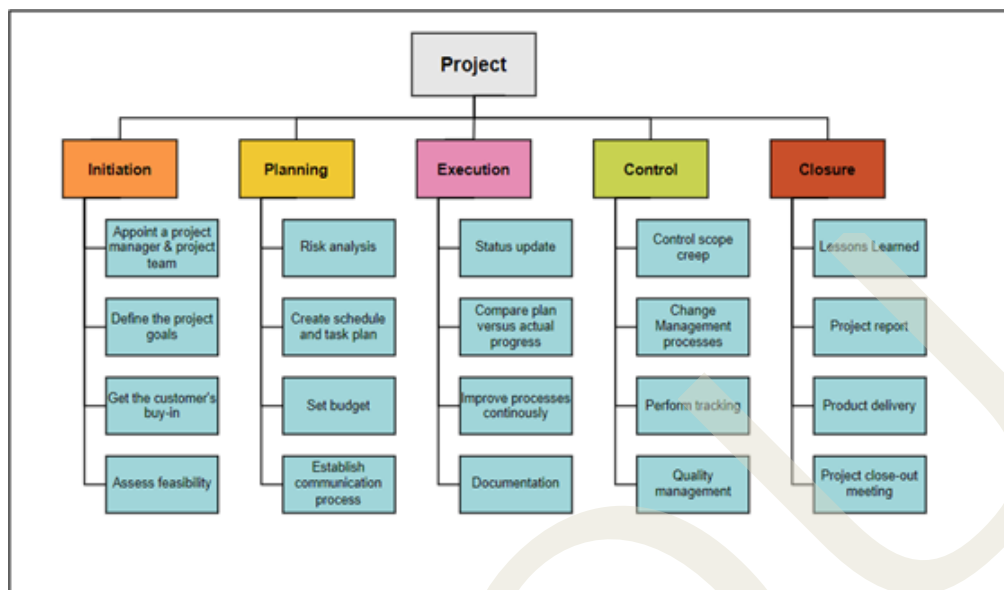 Project
Initiation
Planning
Execution
Control
Closure
Appoint a project
manager & project
team
Define the project
goals
Get the customer's
buy-in
Assess feasibility
Risk analysis
Create schedule
and task plan
Set budget
Establish
communication
process
Status update
Compare plan
versus actual
progress
Improve processes
continously
Documentation
Control scope
creep
Change
Management
processes
Perform tracking
Quality
management
Lessons Learned
Project report
Product delivery
Project close-out
meeting